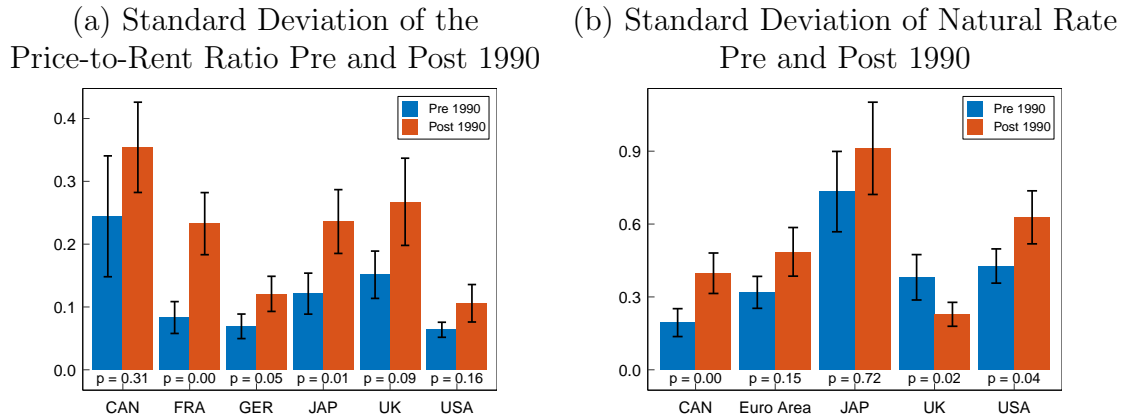 (a) Standard Deviation of the
Price-to-Rent Ratio Pre and Post 1990
Pre 1990
Post 1990
0.4
0.3
0.2
0.1
0.0
p = 0.31 p = 0.00 p = 0.05 p = 0.01 p = 0.09 p = 0.16
CAN FRA GER JAP UK USA
(b) Standard Deviation of Natural Rate
Pre and Post 1990
Pre 1990
Post 1990
0.9
0.6
0.3
0.0
p = 0.00 p = 0.15 p = 0.72 p = 0.02 p = 0.04
CAN Euro Area JAP UK USA